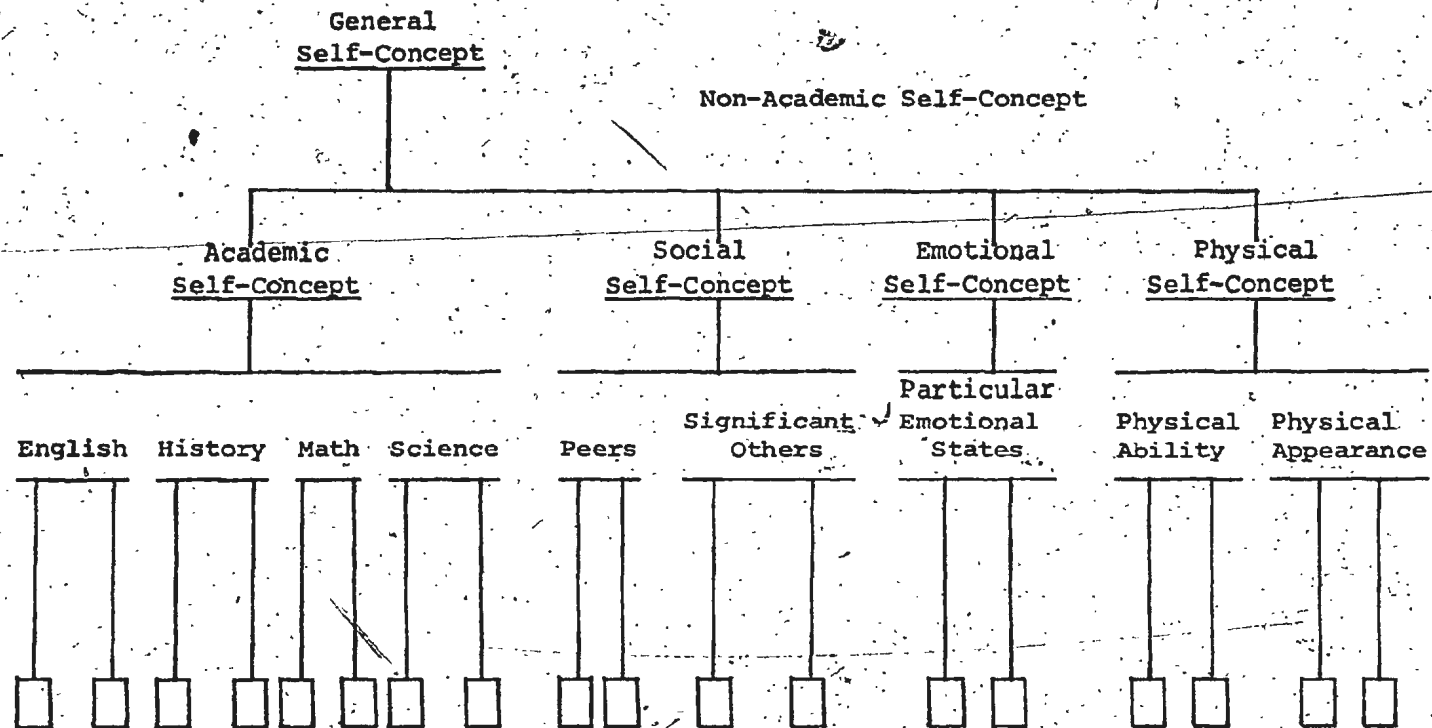 General
Self-Concept
Non-Academic Self-Concept
Academic
Self-Concept
Social
Self-Concept
Emotional
Self-Concept
Physical
Self-Concept
English
History
Math
Science
Peers
Significant
Others
Particular
Emotional
States
Physical
Ability
Physical
Appearance